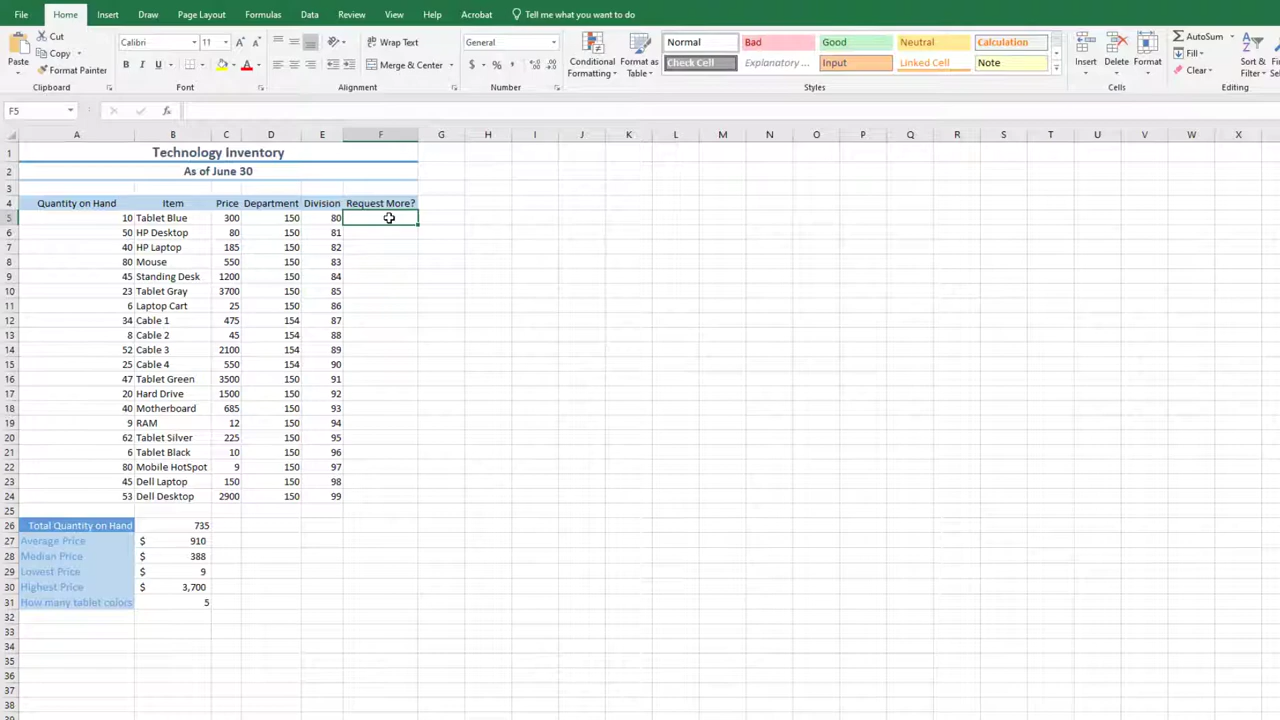 File Home Insert Draw Page Layout Formulas Data Review View Help Acrobat Tell me what you want to do
Paste Cut Copy Format Painter Clipboard
Calibri 11 B I U A Font
Wrap Text Merge & Center Alignment
General $ % Number
Conditional Formatting Format as Table
Normal Bad Good Neutral Calculation
Check Cell Explanatory ... Input Linked Cell Note
Styles
Insert Delete Format Cells
AutoSum Fill Clear Sort & Filter Editing
F5 fx
A B C D E F G H I J K L M N O P Q R S T U V W X
1 Technology Inventory
2 As of June 30
3
4 Quantity on Hand Item Price Department Division Request More?
5 10 Tablet Blue 300 150 80
6 50 HP Desktop 80 150 81
7 40 HP Laptop 185 150 82
8 80 Mouse 550 150 83
9 45 Standing Desk 1200 150 84
10 23 Tablet Gray 3700 150 85
11 6 Laptop Cart 25 150 86
12 34 Cable 1 475 154 87
13 8 Cable 2 45 154 88
14 52 Cable 3 2100 154 89
15 25 Cable 4 550 154 90
16 47 Tablet Green 3500 150 91
17 20 Hard Drive 1500 150 92
18 40 Motherboard 685 150 93
19 9 RAM 12 150 94
20 62 Tablet Silver 225 150 95
21 6 Tablet Black 10 150 96
22 80 Mobile HotSpot 9 150 97
23 45 Dell Laptop 150 150 98
24 53 Dell Desktop 2900 150 99
25
26 Total Quantity on Hand 735
27 Average Price $ 910
28 Median Price $ 388
29 Lowest Price $ 9
30 Highest Price $ 3,700
31 How many tablet colors 5
32
33
34
35
36
37
38
39